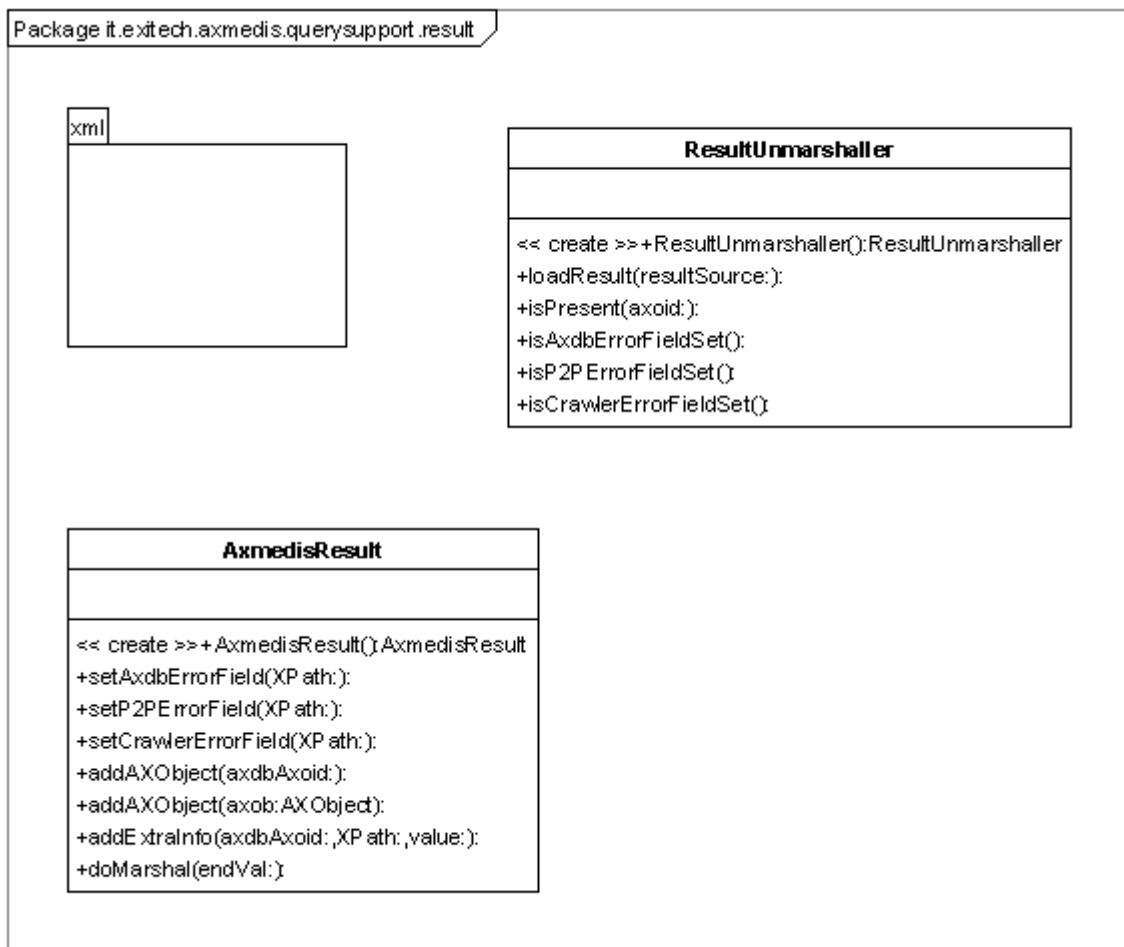 Package it.exitech.axmedis.querysupport.result
xml
ResultUnmarshaller
<< create >>+ResultUnmarshaller():ResultUnmarshaller
+loadResult(resultSource:):
+isPresent(axoid:):
+isAxdbErrorFieldSet():
+isP2PErrorFieldSet():
+isCrawlerErrorFieldSet():
AxmedisResult
<< create >>+AxmedisResult():AxmedisResult
+setAxdbErrorField(XPath:):
+setP2PErrorField(XPath:):
+setCrawlerErrorField(XPath:):
+addAXObject(axdbAxoid:):
+addAXObject(axob:AXObject):
+addExtraInfo(axdbAxoid:,XPath:,value:):
+doMarshal(endVal:):